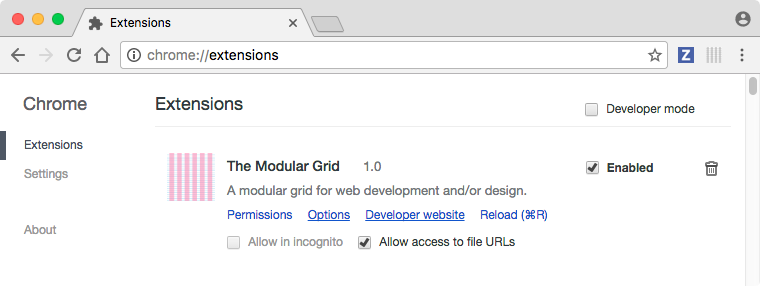 Extensions
chrome://extensions
Z
Chrome
Extensions
Developer mode
Extensions
Settings
About
The Modular Grid 1.0
Enabled
A modular grid for web development and/or design.
Permissions Options Developer website Reload (⌘R)
Allow in incognito Allow access to file URLs